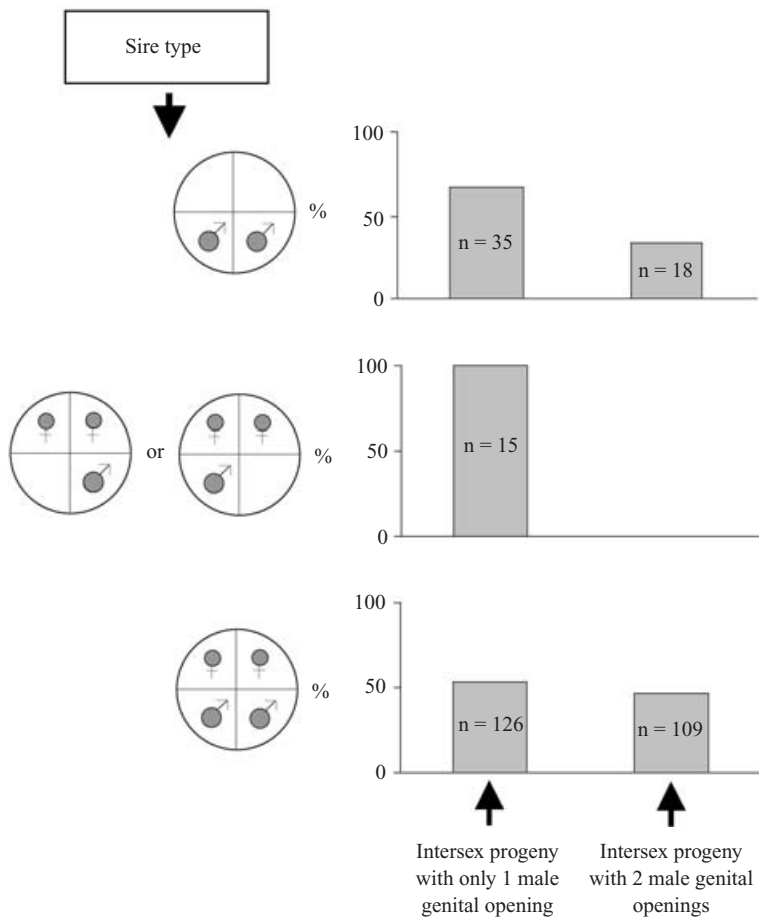 Sire type
100
%
50
n = 35
n = 18
0
100
or
%
50
n = 15
0
100
%
50
n = 126
n = 109
0
Intersex progeny
with only 1 male
genital opening
Intersex progeny
with 2 male genital
openings